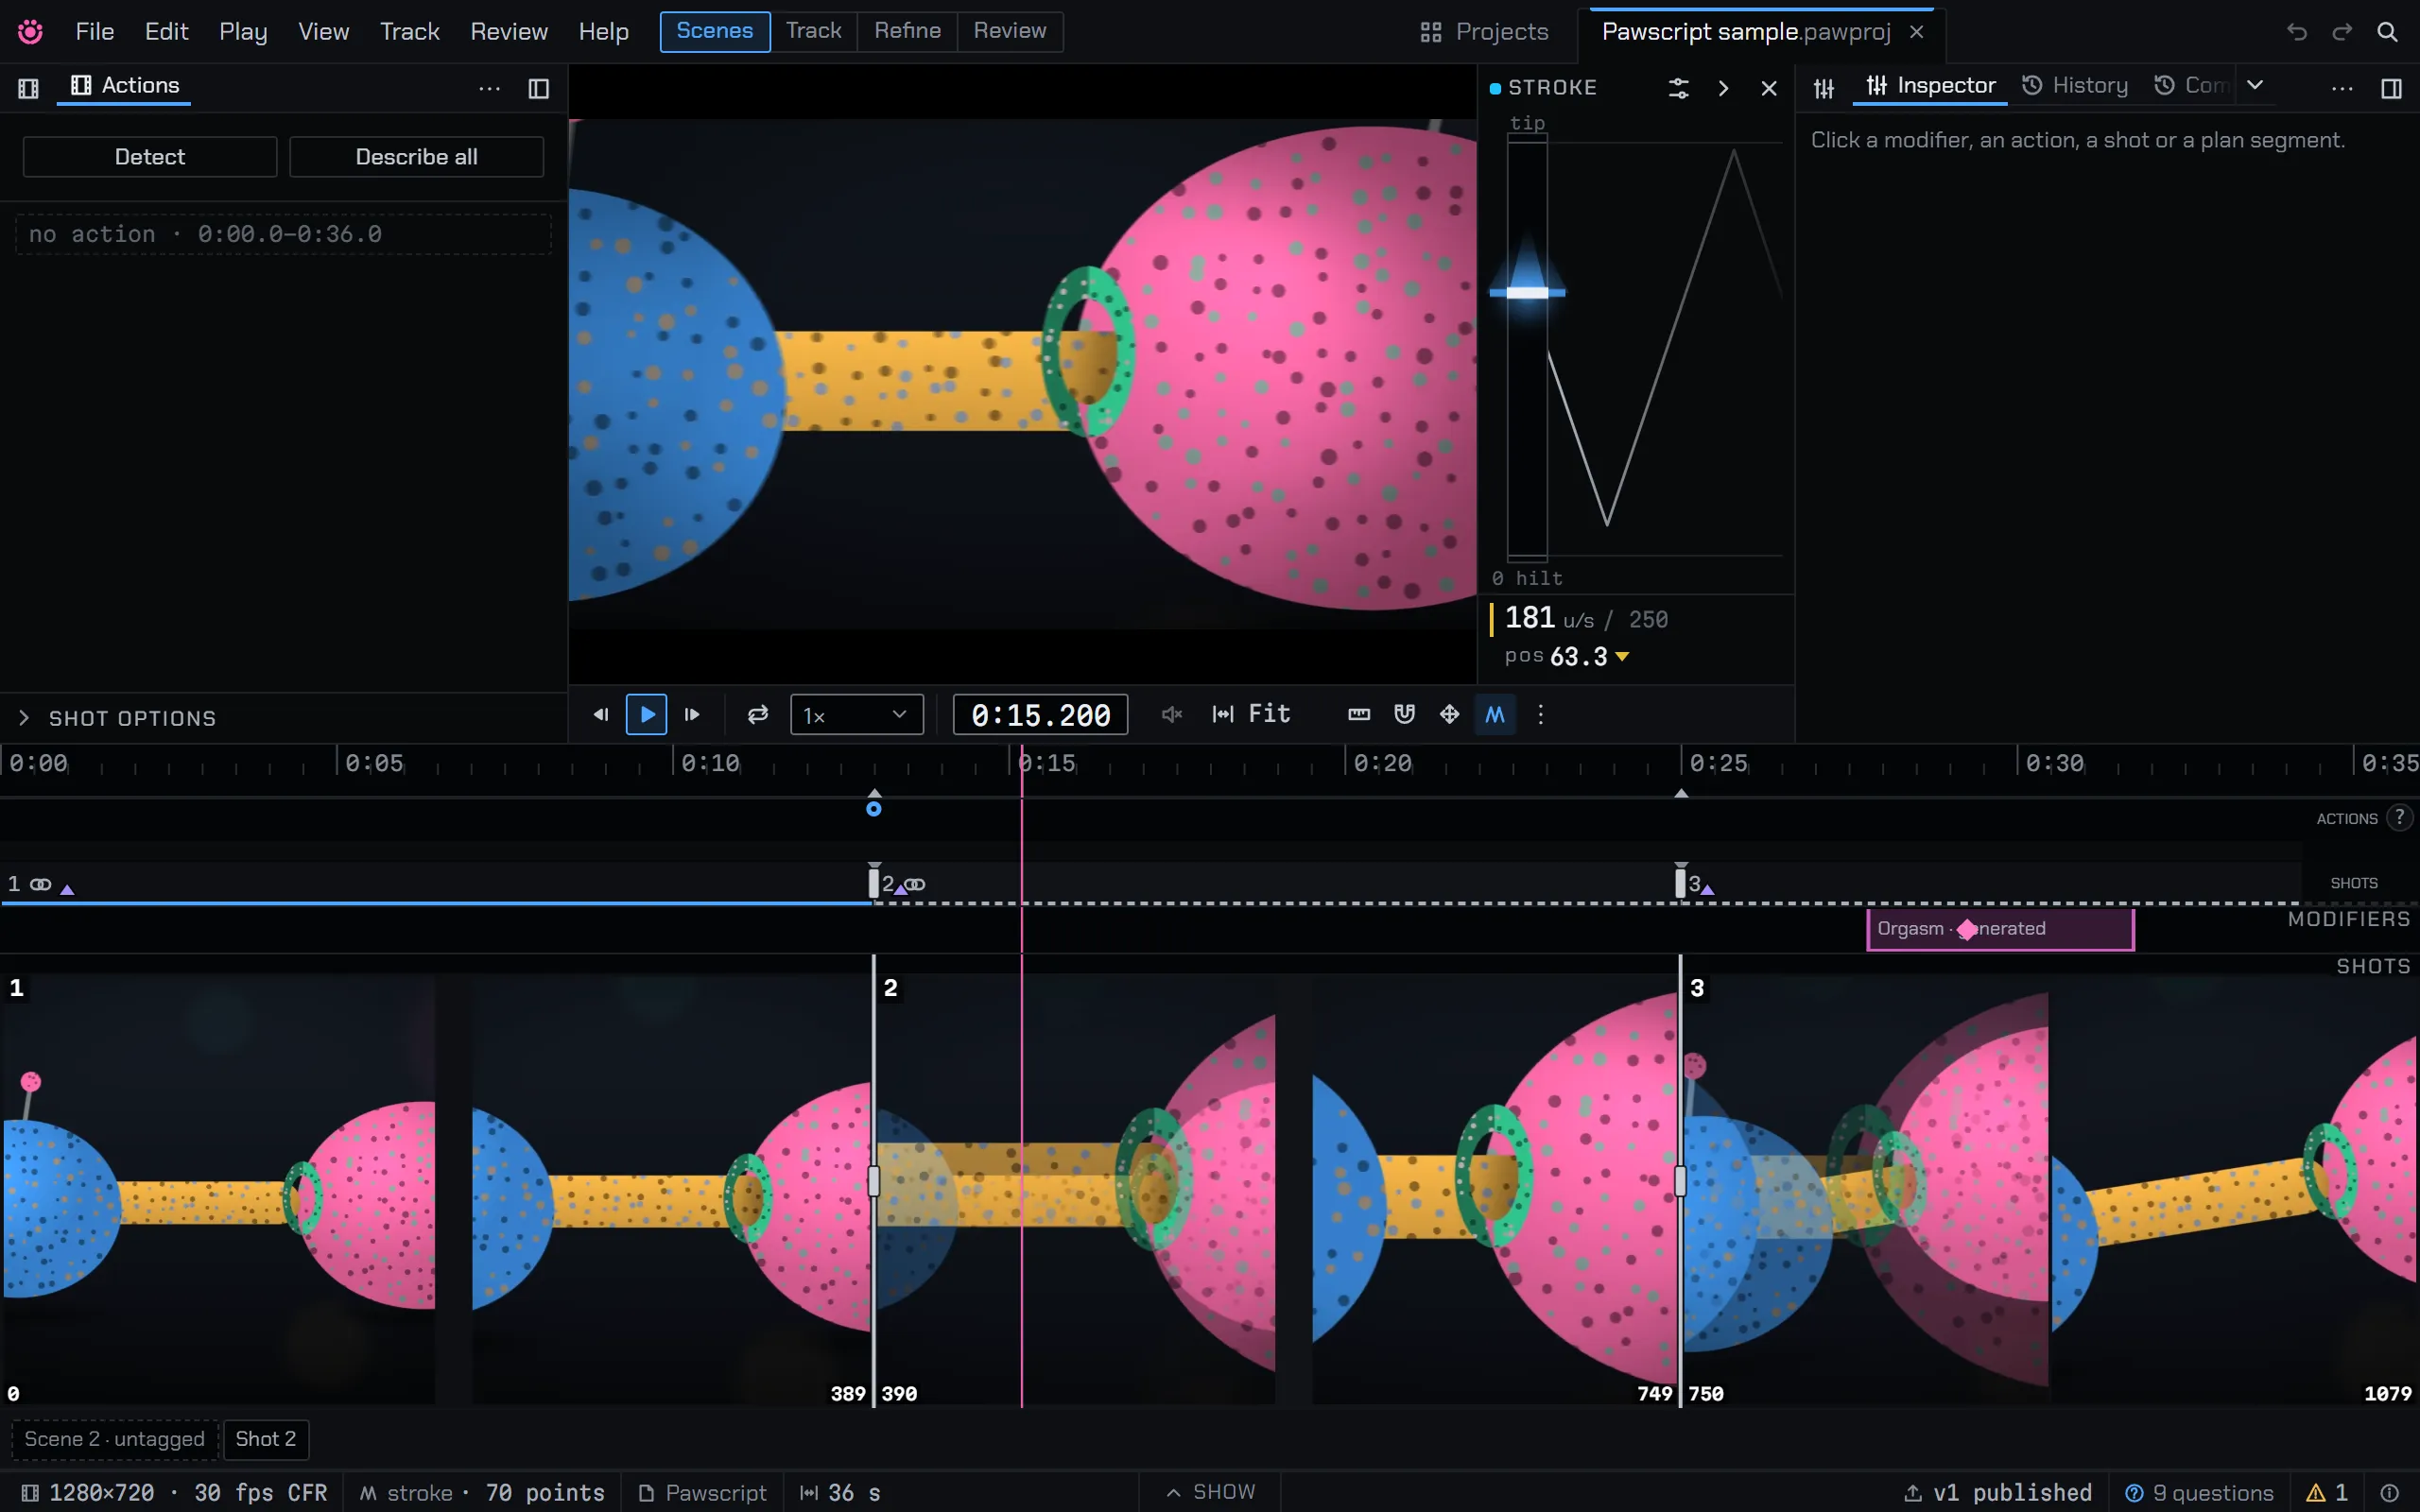 File Edit Play View Track Review Help Scenes Track Refine Review Projects Pawscript sample.pawproj
Actions
Detect Describe all
no action · 0:00.0–0:36.0
SHOT OPTIONS
STROKE
tip
0 hilt
181 u/s / 250
pos 63.3
Inspector History Com
Click a modifier, an action, a shot or a plan segment.
1x 0:15.200 Fit
0:00 0:05 0:10 0:15 0:20 0:25 0:30 0:35
ACTIONS ?
1 2 3 SHOTS
Orgasm · MODIFIERS
SHOTS
1 2 3
0 389 390 749 750 1079
Scene 2 · untagged Shot 2
1280×720 · 30 fps CFR stroke · 70 points Pawscript 36 s SHOW v1 published 9 questions 1